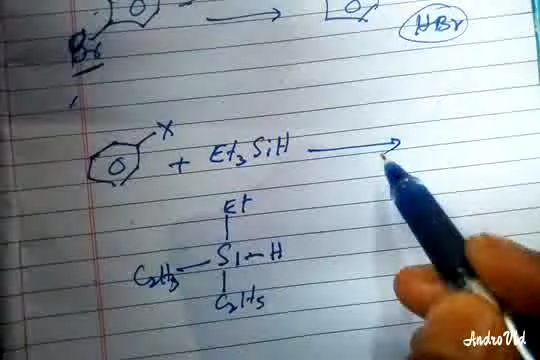 Br
HBr
X
+ Et3SiH
Et
C2H5 Si-H
C2H5
AndroVid